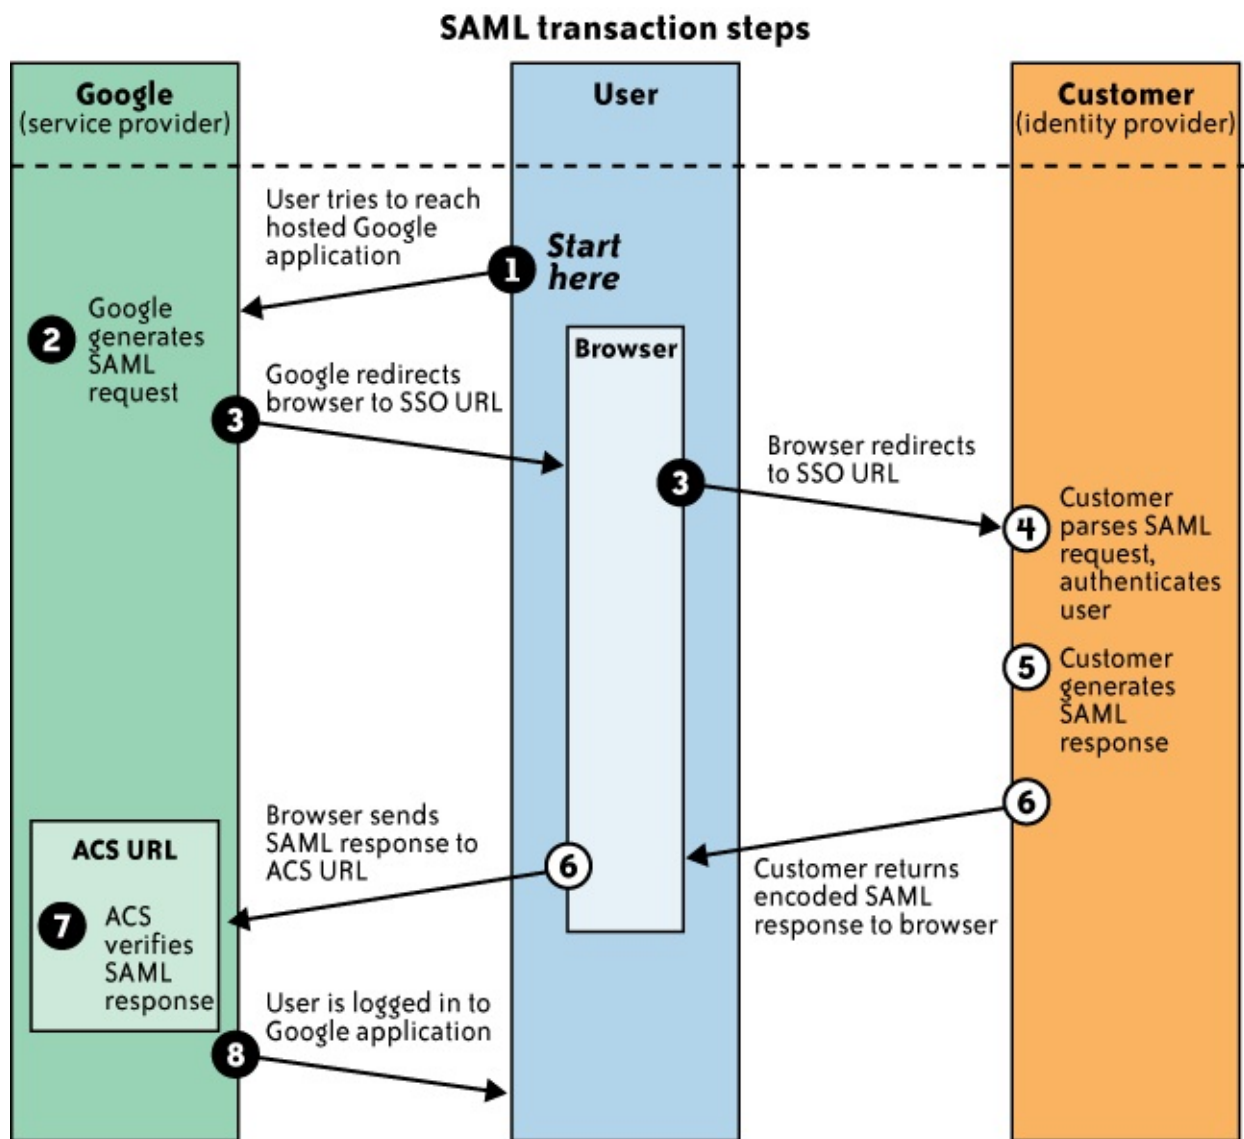 SAML transaction steps
Google
(service provider)
User
Customer
(identity provider)
User tries to reach
hosted Google
application
1
Start
here
2
Google
generates
SAML
request
Browser
Google redirects
browser to SSO URL
3
Browser redirects
to SSO URL
3
4
Customer
parses SAML
request,
authenticates
user
5
Customer
generates
SAML
response
6
Customer returns
encoded SAML
response to browser
Browser sends
SAML response to
ACS URL
6
ACS URL
7
ACS
verifies
SAML
response
User is logged in to
Google application
8